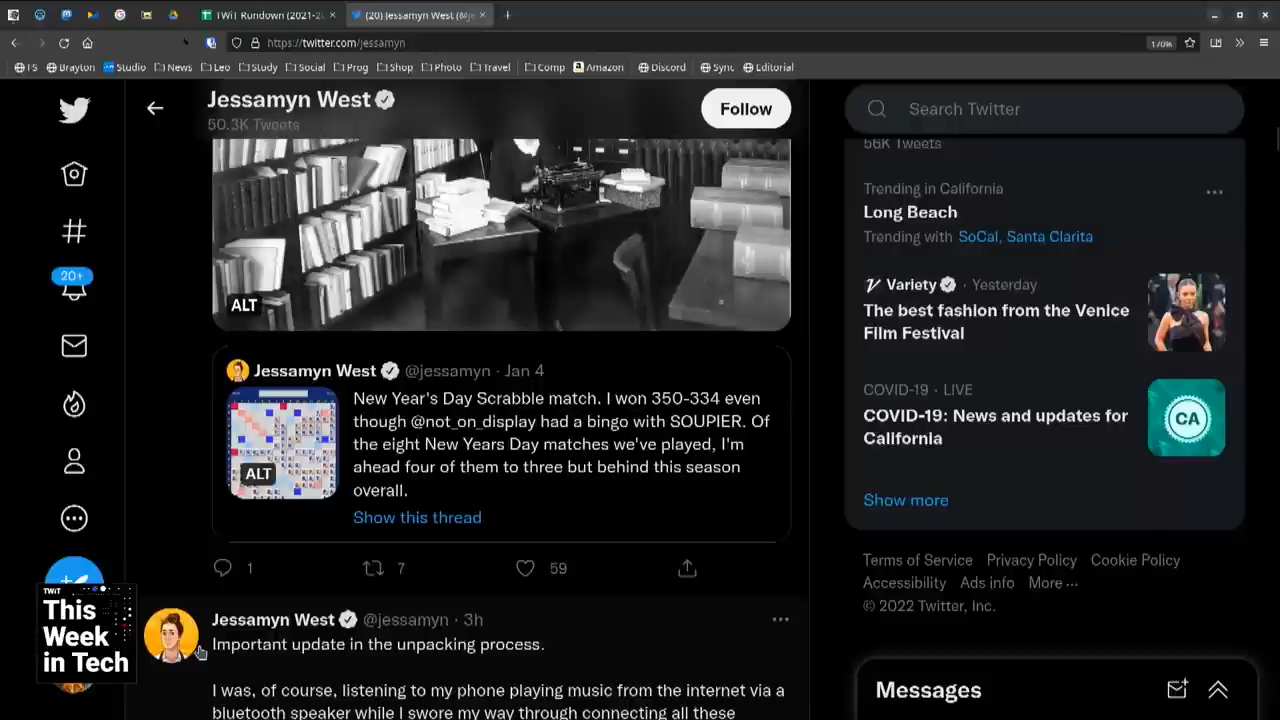 TWiT Rundown (2021-2
(20) Jessamyn West (@je
https://twitter.com/jessamyn
170%
TS
Brayton
Studio
News
Leo
Study
Social
Prog
Shop
Photo
Travel
Comp
Amazon
Discord
Sync
Editorial
Jessamyn West
50.3K Tweets
Follow
Search Twitter
56K Tweets
Trending in California
Long Beach
Trending with SoCal, Santa Clarita
Variety · Yesterday
The best fashion from the Venice
Film Festival
COVID-19 · LIVE
COVID-19: News and updates for
California
CA
Show more
Terms of Service Privacy Policy Cookie Policy
Accessibility Ads info More ···
© 2022 Twitter, Inc.
Messages
20+
ALT
Jessamyn West @jessamyn · Jan 4
New Year's Day Scrabble match. I won 350-334 even
though @not_on_display had a bingo with SOUPIER. Of
the eight New Years Day matches we've played, I'm
ahead four of them to three but behind this season
overall.
ALT
Show this thread
1 7 59
Jessamyn West @jessamyn · 3h
Important update in the unpacking process.
I was, of course, listening to my phone playing music from the internet via a
bluetooth speaker while I swore my way through connecting all these
TWiT
This
Week
in Tech